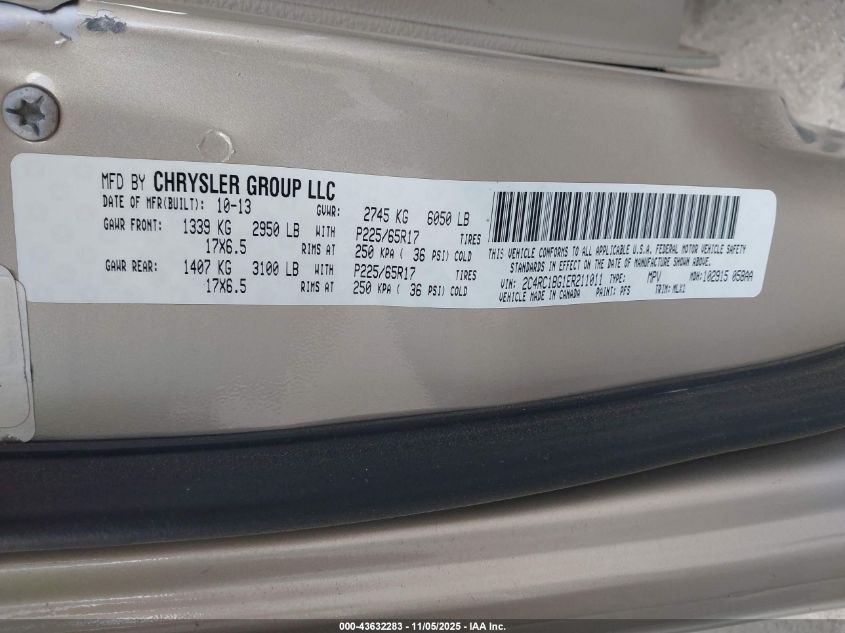 MFD BY CHRYSLER GROUP LLC
DATE OF MFR(BUILT): 10-13 GVWR: 2745 KG 6050 LB
GAWR FRONT: 1339 KG 2950 LB WITH P225/65R17 TIRES
17X6.5 RIMS AT 250 KPA ( 36 PSI) COLD
GAWR REAR: 1407 KG 3100 LB WITH P225/65R17 TIRES
17X6.5 RIMS AT 250 KPA ( 36 PSI) COLD
THIS VEHICLE CONFORMS TO ALL APPLICABLE U.S.A. FEDERAL MOTOR VEHICLE SAFETY
STANDARDS IN EFFECT ON THE DATE OF MANUFACTURE SHOWN ABOVE.
VIN: 2C4RC1BG1ER211011 TYPE: MPV MDH: 102915 058AA
VEHICLE MADE IN CANADA PAINT: PFS TRIM: MLX1
000-43632283 - 11/05/2025 - IAA Inc.